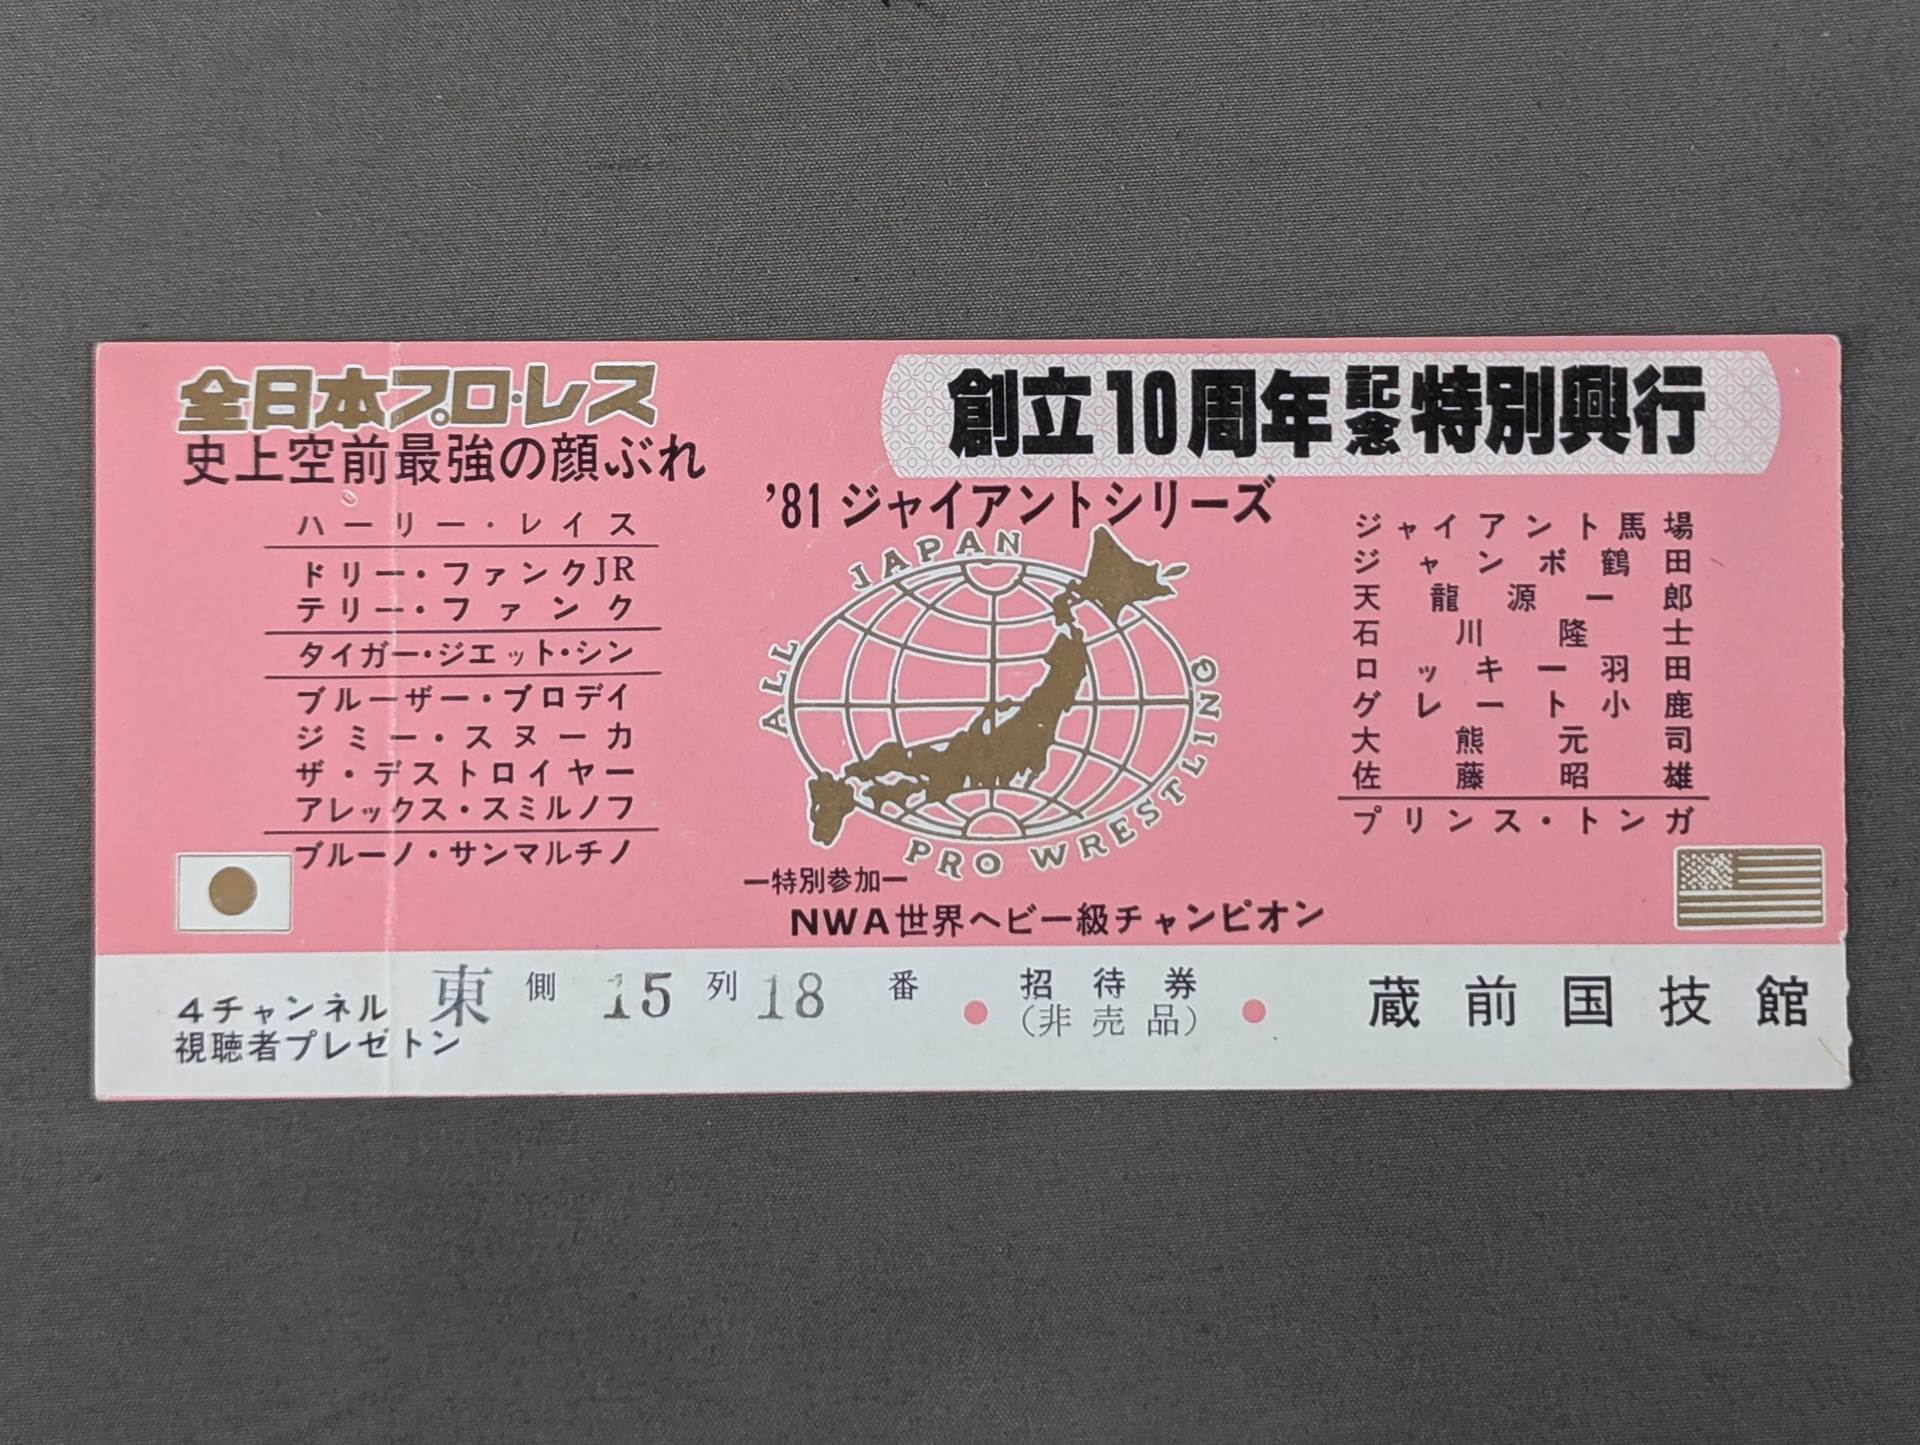 全日本プロ・レス
史上空前最強の顔ぶれ
ハーリー・レイス
ドリー・ファンクJR
テリー・ファンク
タイガー・ジェット・シン
ブルーザー・ブロデイ
ジミー・スヌーカ
ザ・デストロイヤー
アレックス・スミルノフ
ブルーノ・サンマルチノ
創立10周年記念特別興行
'81 ジャイアントシリーズ
ALL JAPAN
PRO WRESTLING
―特別参加―
NWA世界ヘビー級チャンピオン
ジャイアント馬場
ジャンボ鶴田
天龍源一郎
石川隆士
ロッキー羽田
グレート小鹿
大熊元司
佐藤昭雄
プリンス・トンガ
4チャンネル
視聴者プレゼトン
東側 15列18番
招待券
(非売品)
蔵前国技館